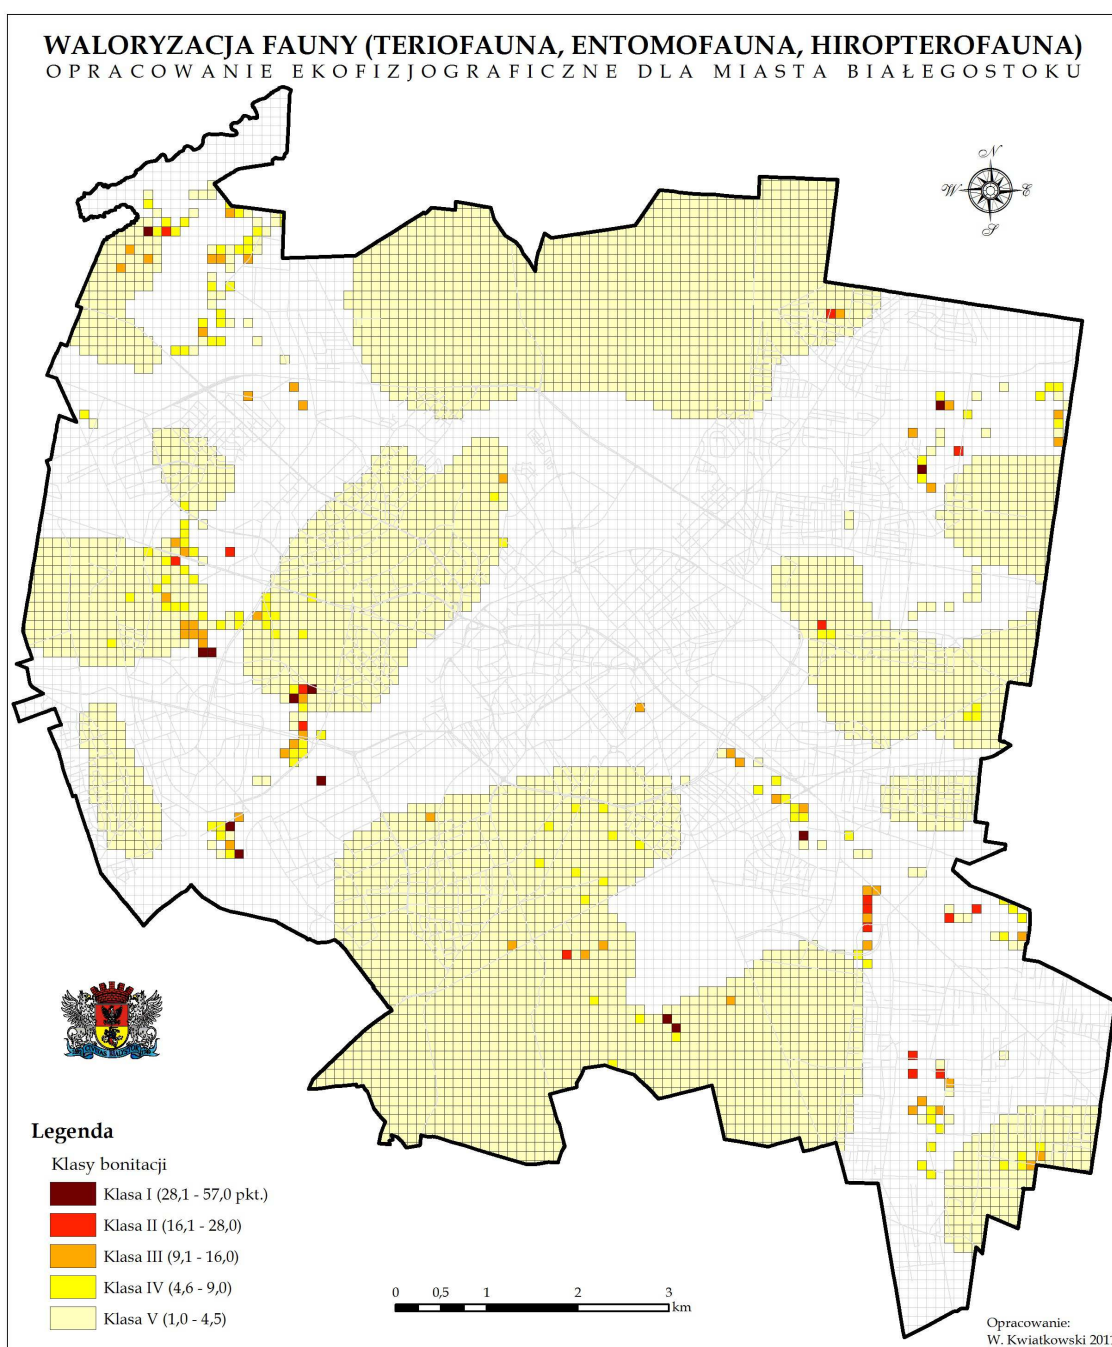 WALORYZACJA FAUNY (TERIOFAUNA, ENTOMOFAUNA, HIROPTEROFAUNA)
OPRACOWANIE EKOFIZJOGRAFICZNE DLA MIASTA BIAŁEGOSTOKU
N
W E
S
Legenda
Klasy bonitacji
Klasa I (28,1 - 57,0 pkt.)
Klasa II (16,1 - 28,0)
Klasa III (9,1 - 16,0)
Klasa IV (4,6 - 9,0)
Klasa V (1,0 - 4,5)
0 0,5 1 2 3
km
Opracowanie:
W. Kwiatkowski 2011